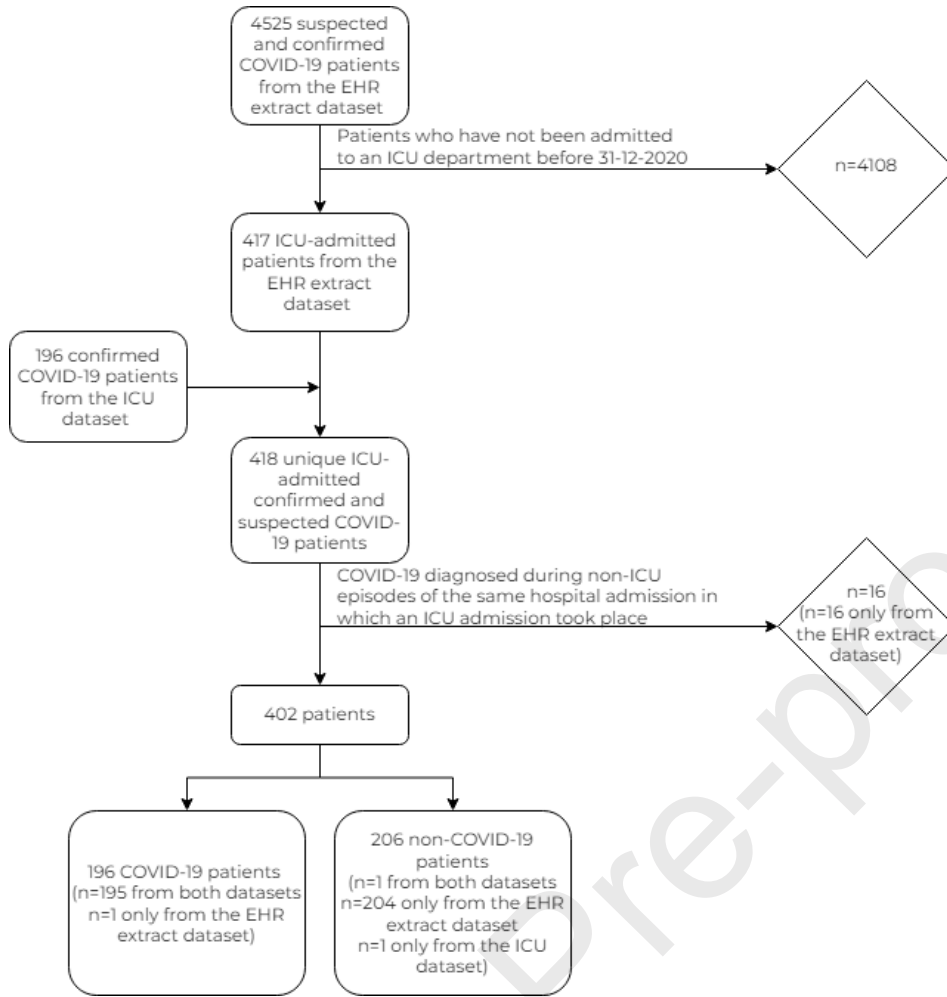 4525 suspected
and confirmed
COVID-19 patients
from the EHR
extract dataset
Patients who have not been admitted
to an ICU department before 31-12-2020
n=4108
417 ICU-admitted
patients from the
EHR extract
dataset
196 confirmed
COVID-19 patients
from the ICU
dataset
418 unique ICU-
admitted
confirmed and
suspected COVID-
19 patients
COVID-19 diagnosed during non-ICU
episodes of the same hospital admission in
which an ICU admission took place
n=16
(n=16 only from
the EHR extract
dataset)
402 patients
196 COVID-19 patients
(n=195 from both datasets
n=1 only from the EHR
extract dataset)
206 non-COVID-19
patients
(n=1 from both datasets
n=204 only from the EHR
extract dataset
n=1 only from the ICU
dataset)
Pre-pro